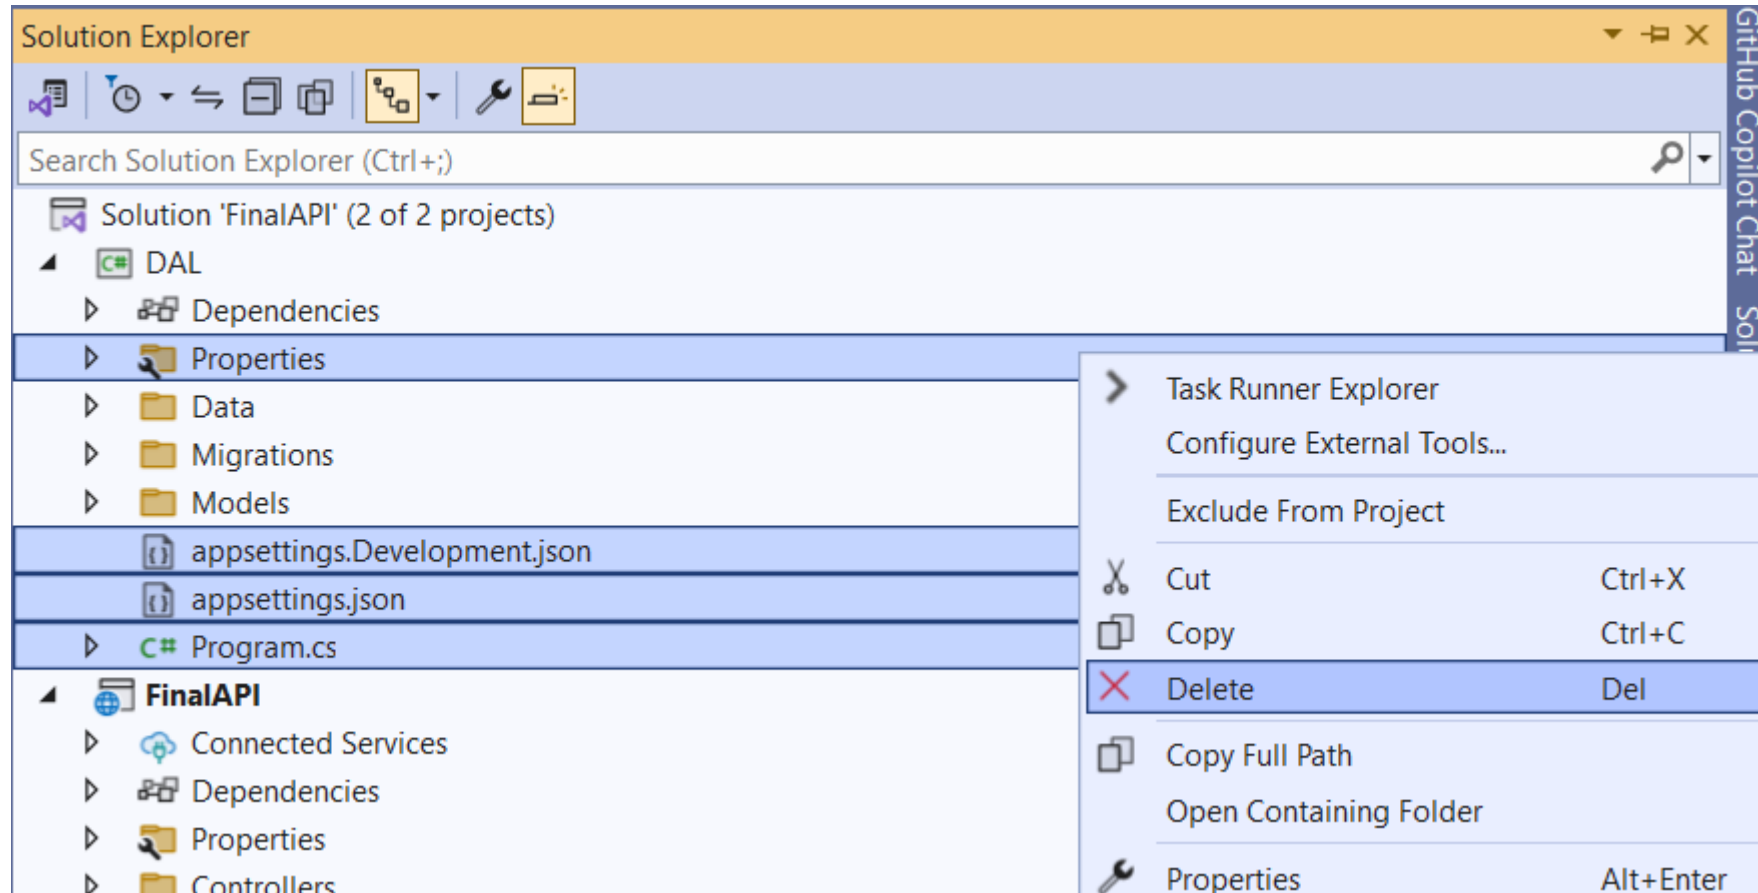 Solution Explorer
Search Solution Explorer (Ctrl+;)
Solution 'FinalAPI' (2 of 2 projects)
C# DAL
Dependencies
Properties
Data
Migrations
Models
appsettings.Development.json
appsettings.json
C# Program.cs
FinalAPI
Connected Services
Dependencies
Properties
Controllers
Task Runner Explorer
Configure External Tools...
Exclude From Project
Cut Ctrl+X
Copy Ctrl+C
Delete Del
Copy Full Path
Open Containing Folder
Properties Alt+Enter
GitHub Copilot Chat